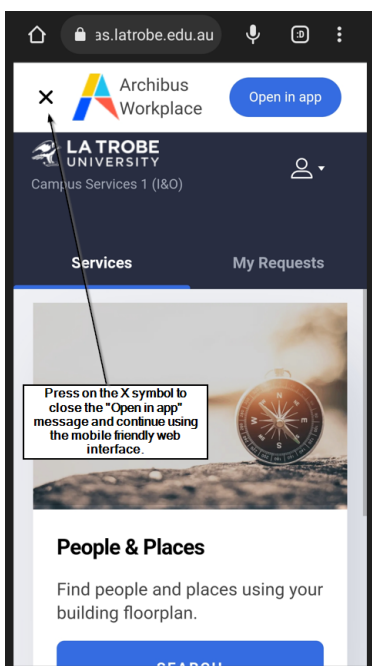 as.latrobe.edu.au
:D
Archibus
Workplace
Open in app
LA TROBE
UNIVERSITY
Campus Services 1 (I&O)
Services
My Requests
N
W
E
S
Press on the X symbol to
close the "Open in app"
message and continue using
the mobile friendly web
interface.
People & Places
Find people and places using your
building floorplan.
SEARCH